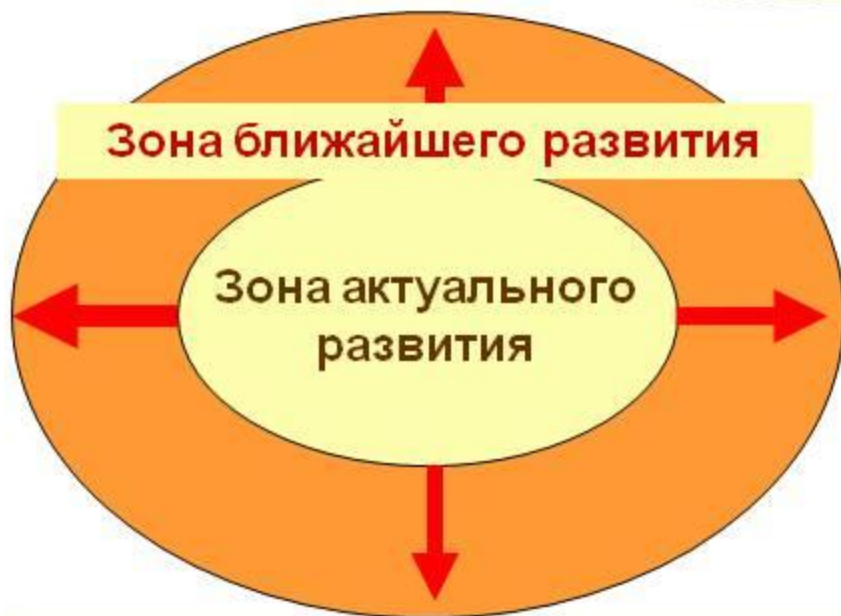 Зона ближайшего развития
Зона актуального
развития